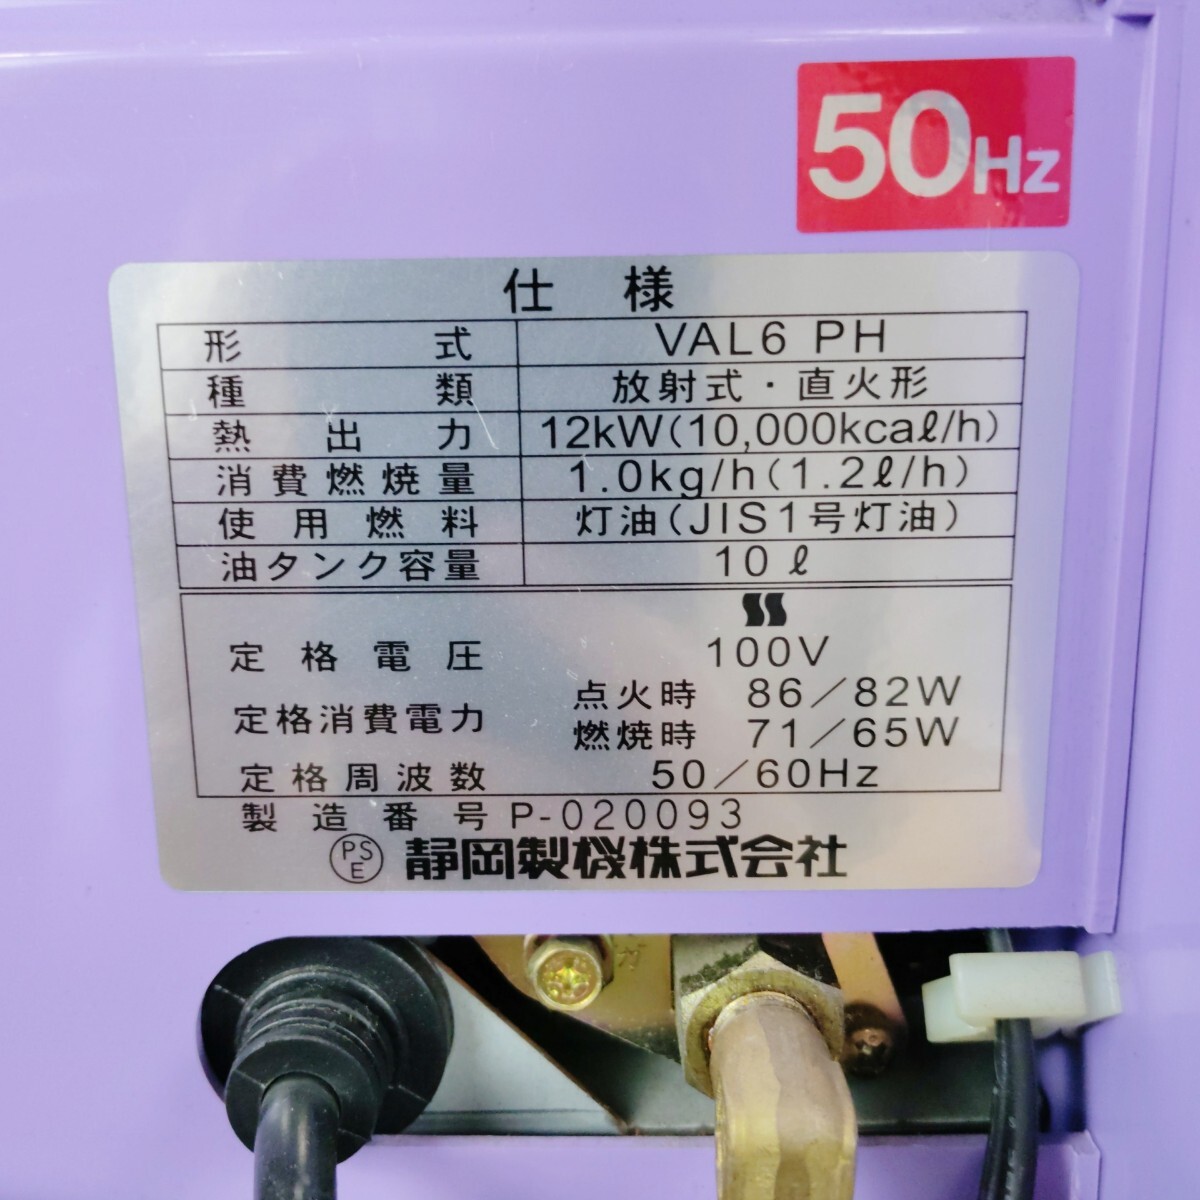 50Hz
仕様
形式 VAL6 PH
種類 放射式・直火形
熱出力 12kW(10,000kcaℓ/h)
消費燃焼量 1.0kg/h(1.2ℓ/h)
使用燃料 灯油(JIS1号灯油)
油タンク容量 10ℓ
定格電圧 100V
定格消費電力 点火時 86/82W
燃焼時 71/65W
定格周波数 50/60Hz
製造番号 P-020093
PS
E
静岡製機株式会社